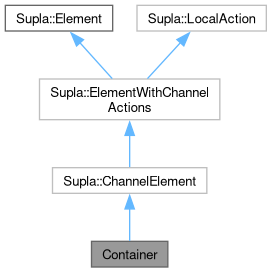 Supla::Element
Supla::LocalAction
Supla::ElementWithChannel
Actions
Supla::ChannelElement
Container